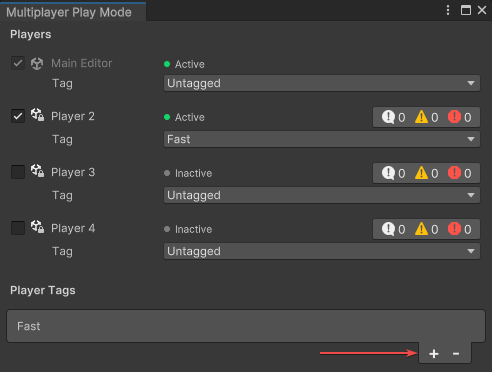 Multiplayer Play Mode
Players
Main Editor Active
Tag Untagged
Player 2 Active 0 0 0
Tag Fast
Player 3 Inactive 0 0 0
Tag Untagged
Player 4 Inactive 0 0 0
Tag Untagged
Player Tags
Fast
+ -